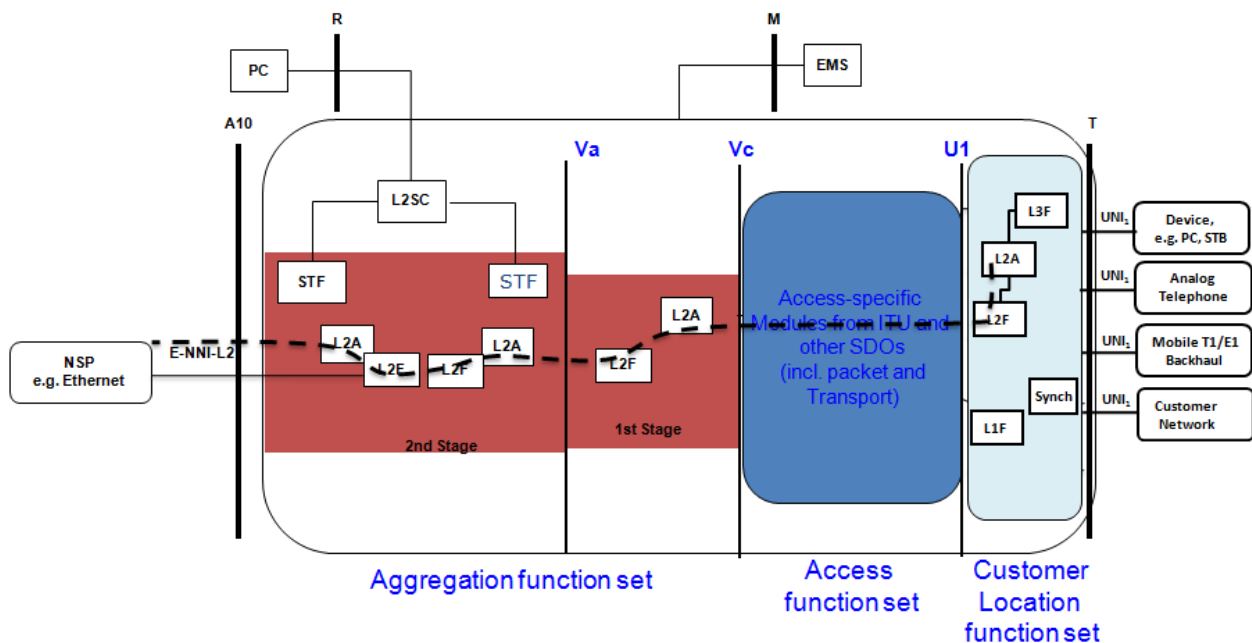 R
M
PC
EMS
A10
T
Va
Vc
U1
L2SC
L3F
UNI1
Device,
e.g. PC, STB
L2A
STF
STF
Access-specific
Modules from ITU and
other SDOs
(incl. packet and
Transport)
UNI1
Analog
Telephone
L2A
L2F
E-NNI-L2
L2A
L2A
NSP
e.g. Ethernet
L2F
L2F
L2F
UNI1
Mobile T1/E1
Backhaul
Synch
UNI1
Customer
Network
L1F
1st Stage
2nd Stage
Aggregation function set
Access
function set
Customer
Location
function set